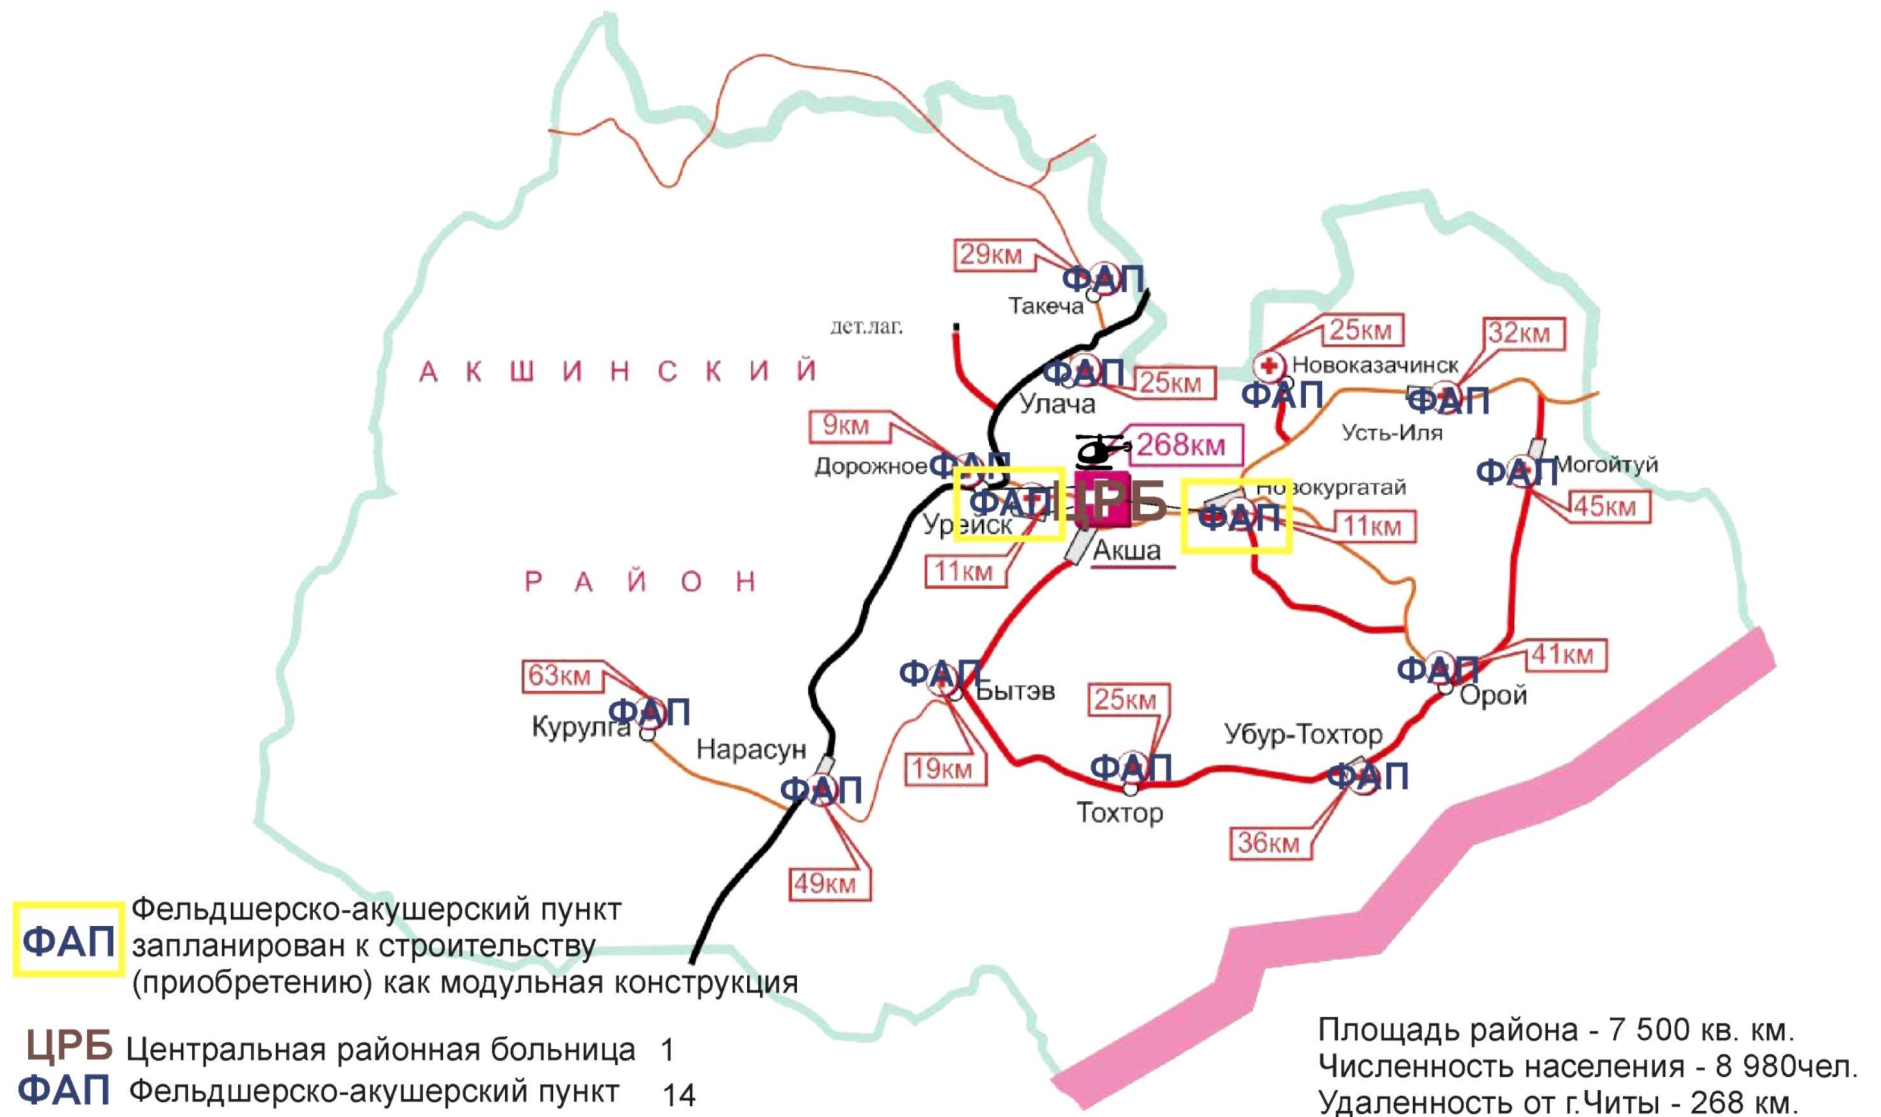 29км
ФАП
Такеча
дет.лаг.
АКШИНСКИЙ
РАЙОН
ФАП
25км
Улача
25км
Новоказачинск
ФАП
32км
ФАП
Усть-Иля
9км
Дорожное
ФАП
268км
ФАП
Могойтуй
45км
ФАП
Урейск
11км
ЦРБ
Акша
Новокургатай
ФАП
11км
63км
ФАП
Курулга
Нарасун
ФАП
49км
ФАП
Бытэв
19км
25км
ФАП
Тохтор
Убур-Тохтор
ФАП
36км
ФАП
41км
Орой
ФАП
Фельдшерско-акушерский пункт
запланирован к строительству
(приобретению) как модульная конструкция
ЦРБ Центральная районная больница 1
ФАП Фельдшерско-акушерский пункт 14
Площадь района - 7 500 кв. км.
Численность населения - 8 980чел.
Удаленность от г.Читы - 268 км.